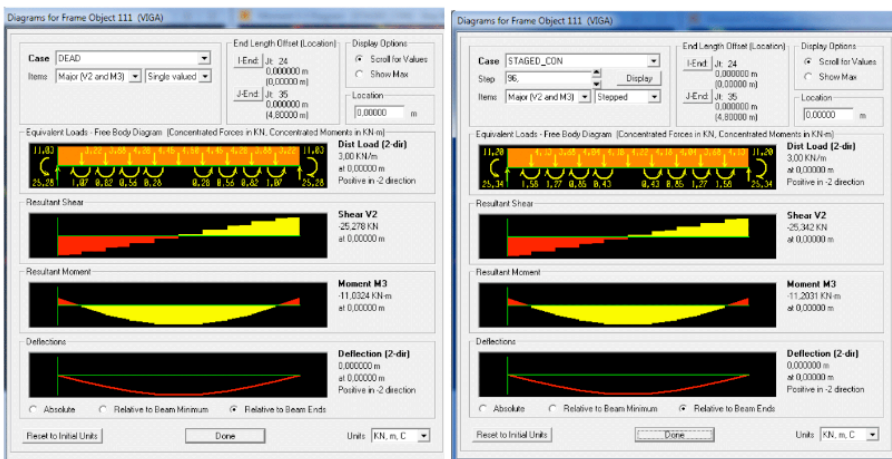 Diagrams for Frame Object 111 (VIGA)
Case DEAD
Items Major (V2 and M3) Single valued
End Length Offset (Location)
I-End: Jt: 24
0,000000 m
(0,00000 m)
J-End: Jt: 35
0,000000 m
(4,80000 m)
Display Options
Scroll for Values
Show Max
Location
0,00000 m
Equivalent Loads - Free Body Diagram (Concentrated Forces in KN, Concentrated Moments in KN-m)
11,03 11,03
25,28 1,07 0,82 0,56 0,28 0,28 0,56 0,82 1,07 25,28
Dist Load (2-dir)
3,00 KN/m
at 0,00000 m
Positive in -2 direction
Resultant Shear
Shear V2
-25,278 KN
at 0,00000 m
Resultant Moment
Moment M3
-11,0324 KN-m
at 0,00000 m
Deflections
Deflection (2-dir)
0,000000 m
at 0,00000 m
Positive in -2 direction
Absolute Relative to Beam Minimum Relative to Beam Ends
Reset to Initial Units Done Units KN, m, C
Diagrams for Frame Object 111 (VIGA)
Case STAGED_CON
Step 96, Display
Items Major (V2 and M3) Stepped
End Length Offset (Location)
I-End: Jt: 24
0,000000 m
(0,00000 m)
J-End: Jt: 35
0,000000 m
(4,80000 m)
Display Options
Scroll for Values
Show Max
Location
0,00000 m
Equivalent Loads - Free Body Diagram (Concentrated Forces in KN, Concentrated Moments in KN-m)
11,20 11,20
25,34 1,58 1,27 0,85 0,43 0,43 0,85 1,27 1,58 25,34
Dist Load (2-dir)
3,00 KN/m
at 0,00000 m
Positive in -2 direction
Resultant Shear
Shear V2
-25,342 KN
at 0,00000 m
Resultant Moment
Moment M3
-11,2031 KN-m
at 0,00000 m
Deflections
Deflection (2-dir)
0,000000 m
at 0,00000 m
Positive in -2 direction
Absolute Relative to Beam Minimum Relative to Beam Ends
Reset to Initial Units Done Units KN, m, C